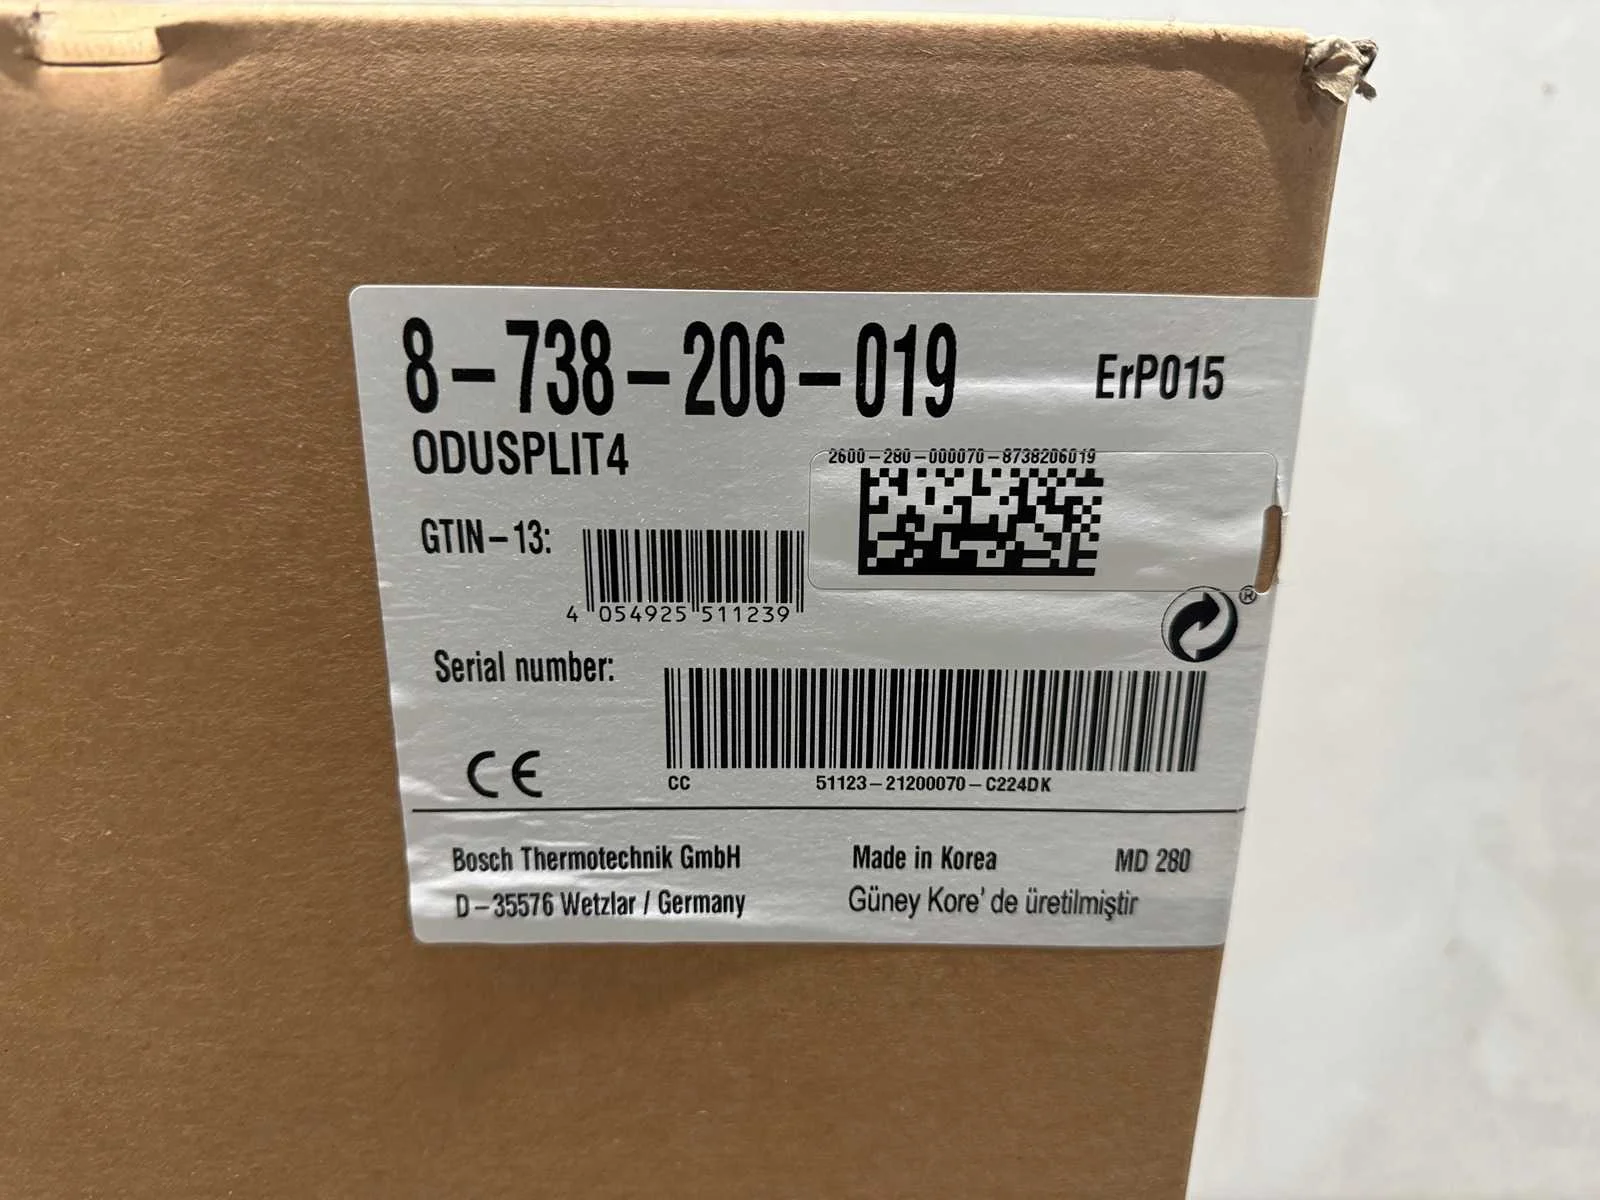 8-738-206-019
ErP015
ODUSPLIT4
2600-280-000070-8738206019
GTIN-13:
4 054925 511239
®
Serial number:
CC 51123-21200070-C224DK
CE
Bosch Thermotechnik GmbH
Made in Korea
MD 280
D-35576 Wetzlar / Germany
Güney Kore' de üretilmiştir